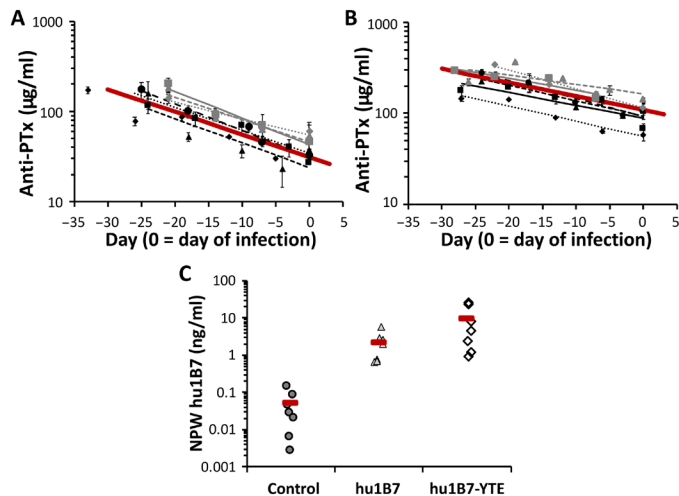 A
Anti-PTx (μg/ml)
1000
100
10
−35 −30 −25 −20 −15 −10 −5 0 5
Day (0 = day of infection)
B
Anti-PTx (μg/ml)
1000
100
10
−35 −30 −25 −20 −15 −10 −5 0 5
Day (0 = day of infection)
C
NPW hu1B7 (ng/ml)
100
10
1
0.1
0.01
0.001
Control hu1B7 hu1B7-YTE